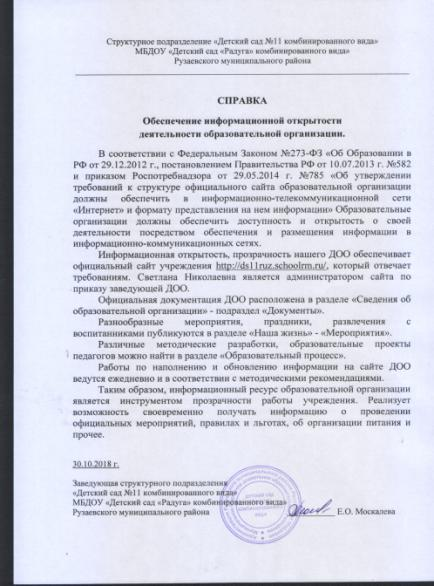 Структурное подразделение «Детский сад №11 комбинированного вида»
МБДОУ «Детский сад «Радуга» комбинированного вида»
Рузаевского муниципального района
СПРАВКА
Обеспечение информационной открытости
деятельности образовательной организации.
В соответствии с Федеральным Законом №273-ФЗ «Об Образовании в
РФ от 29.12.2012 г., постановлением Правительства РФ от 10.07.2013 г. №582
и приказом Роспотребнадзора от 29.05.2014 г. №785 «Об утверждении
требований к структуре официального сайта образовательной организации
должны обеспечить в информационно-телекоммуникационной сети
«Интернет» и формату представления на нем информации» Образовательные
организации должны обеспечить доступность и открытость о своей
деятельности посредством обеспечения и размещения информации в
информационно-коммуникационных сетях.
Информационная открытость, прозрачность нашего ДОО обеспечивает
официальный сайт учреждения http://ds11ruz.schoolrm.ru/, который отвечает
требованиям. Светлана Николаевна является администратором сайта по
приказу заведующей ДОО.
Официальная документация ДОО расположена в разделе «Сведения об
образовательной организации» - подраздел «Документы».
Разнообразные мероприятия, праздники, развлечения с
воспитанниками публикуются в разделе «Наша жизнь» - «Мероприятия».
Различные методические разработки, образовательные проекты
педагогов можно найти в разделе «Образовательный процесс».
Работы по наполнению и обновлению информации на сайте ДОО
ведутся ежедневно и в соответствии с методическими рекомендациями.
Таким образом, информационный ресурс образовательной организации
является инструментом прозрачности работы учреждения. Реализует
возможность своевременно получать информацию о проведении
официальных мероприятий, правилах и льготах, об организации питания и
прочее.
30.10.2018 г.
Заведующая структурного подразделения
«Детский сад №11 комбинированного вида»
МБДОУ «Детский сад «Радуга» комбинированного вида»
Рузаевского муниципального района Е.О. Москалева